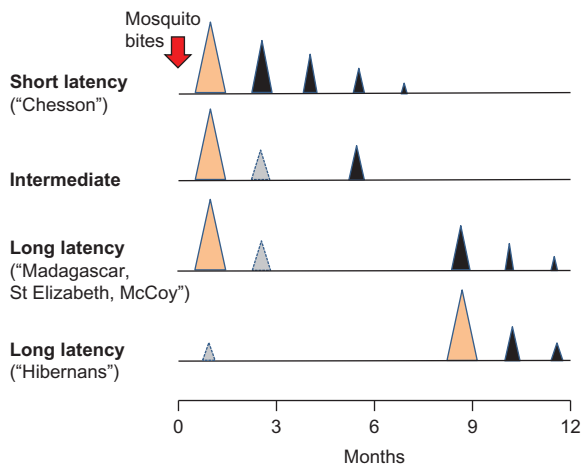 Mosquito
bites
Short latency
(“Chesson”)
Intermediate
Long latency
(“Madagascar,
St Elizabeth, McCoy”)
Long latency
(“Hibernans”)
0 3 6 9 12
Months